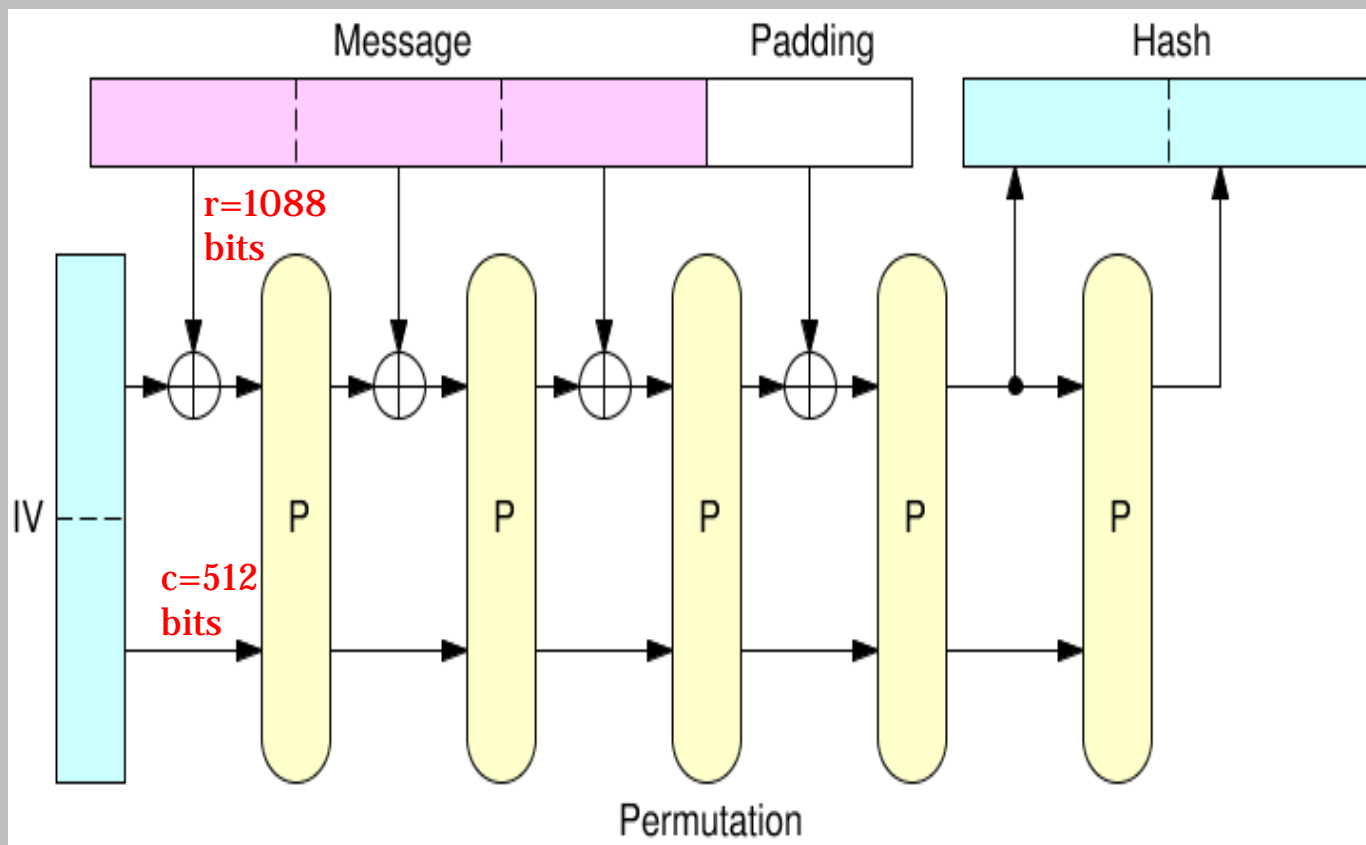 Message
Padding
Hash
r=1088
bits
IV
P
P
P
P
P
c=512
bits
Permutation